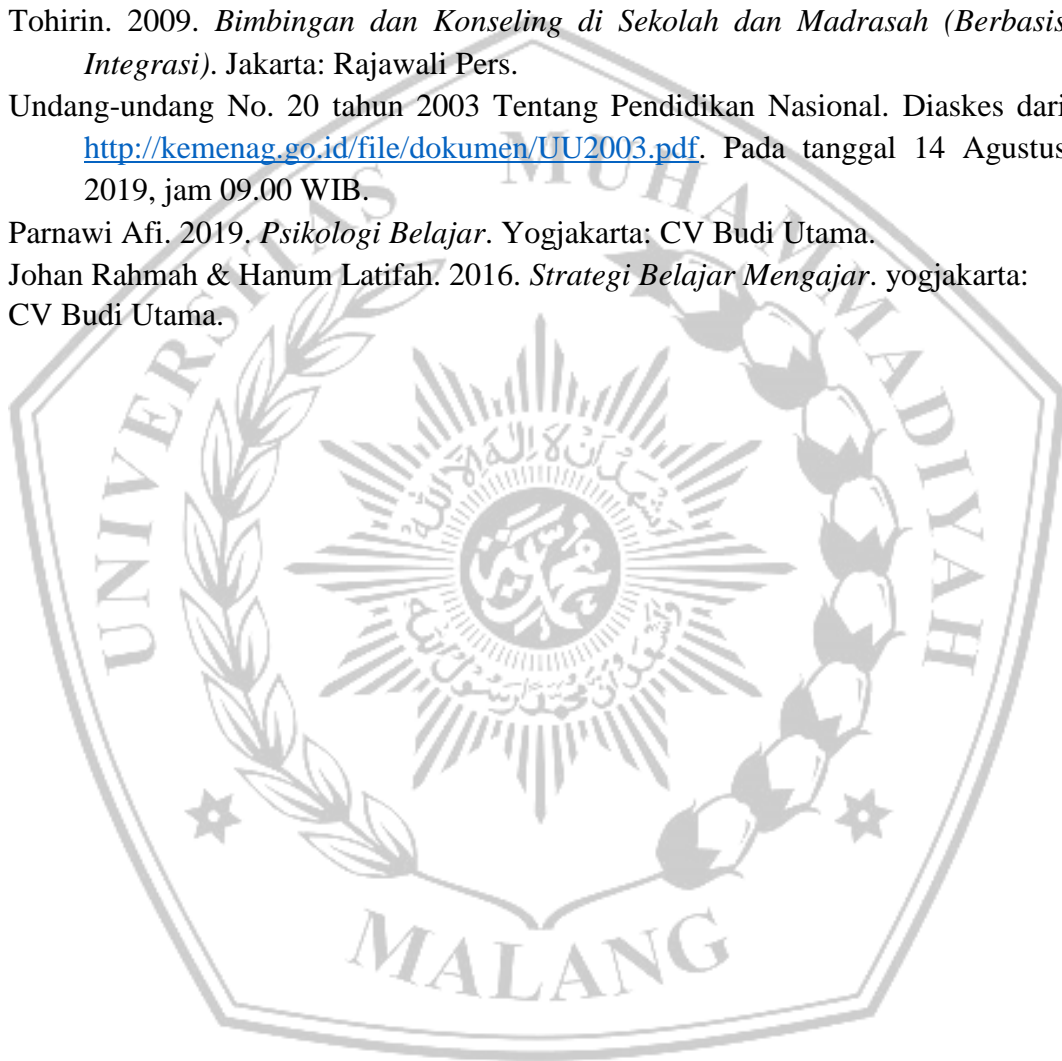 Tohirin. 2009. Bimbingan dan Konseling di Sekolah dan Madrasah (Berbasis
Integrasi). Jakarta: Rajawali Pers.
Undang-undang No. 20 tahun 2003 Tentang Pendidikan Nasional. Diaskes dari
http://kemenag.go.id/file/dokumen/UU2003.pdf. Pada tanggal 14 Agustus
2019, jam 09.00 WIB.
Parnawi Afi. 2019. Psikologi Belajar. Yogjakarta: CV Budi Utama.
Johan Rahmah & Hanum Latifah. 2016. Strategi Belajar Mengajar. yogjakarta:
CV Budi Utama.
UNIVERSITAS MUHAMMADIYAH
MALANG